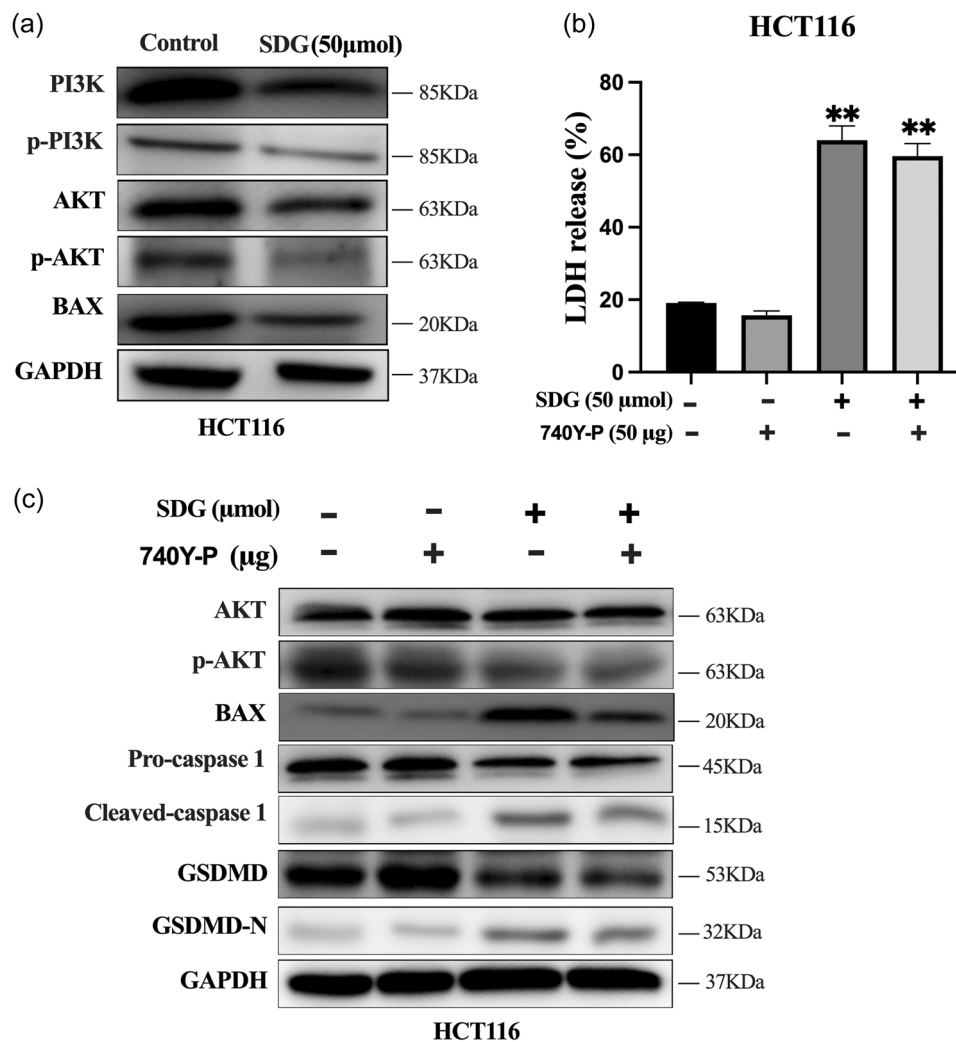 (a)
Control SDG (50μmol)
PI3K — 85KDa
p-PI3K — 85KDa
AKT — 63KDa
p-AKT — 63KDa
BAX — 20KDa
GAPDH — 37KDa
HCT116
(b)
HCT116
LDH release (%)
80
60
40
20
0
** **
SDG (50 μmol) - - + +
740Y-P (50 μg) - + - +
(c)
SDG (μmol) - - + +
740Y-P (μg) - + - +
AKT — 63KDa
p-AKT — 63KDa
BAX — 20KDa
Pro-caspase 1 — 45KDa
Cleaved-caspase 1 — 15KDa
GSDMD — 53KDa
GSDMD-N — 32KDa
GAPDH — 37KDa
HCT116